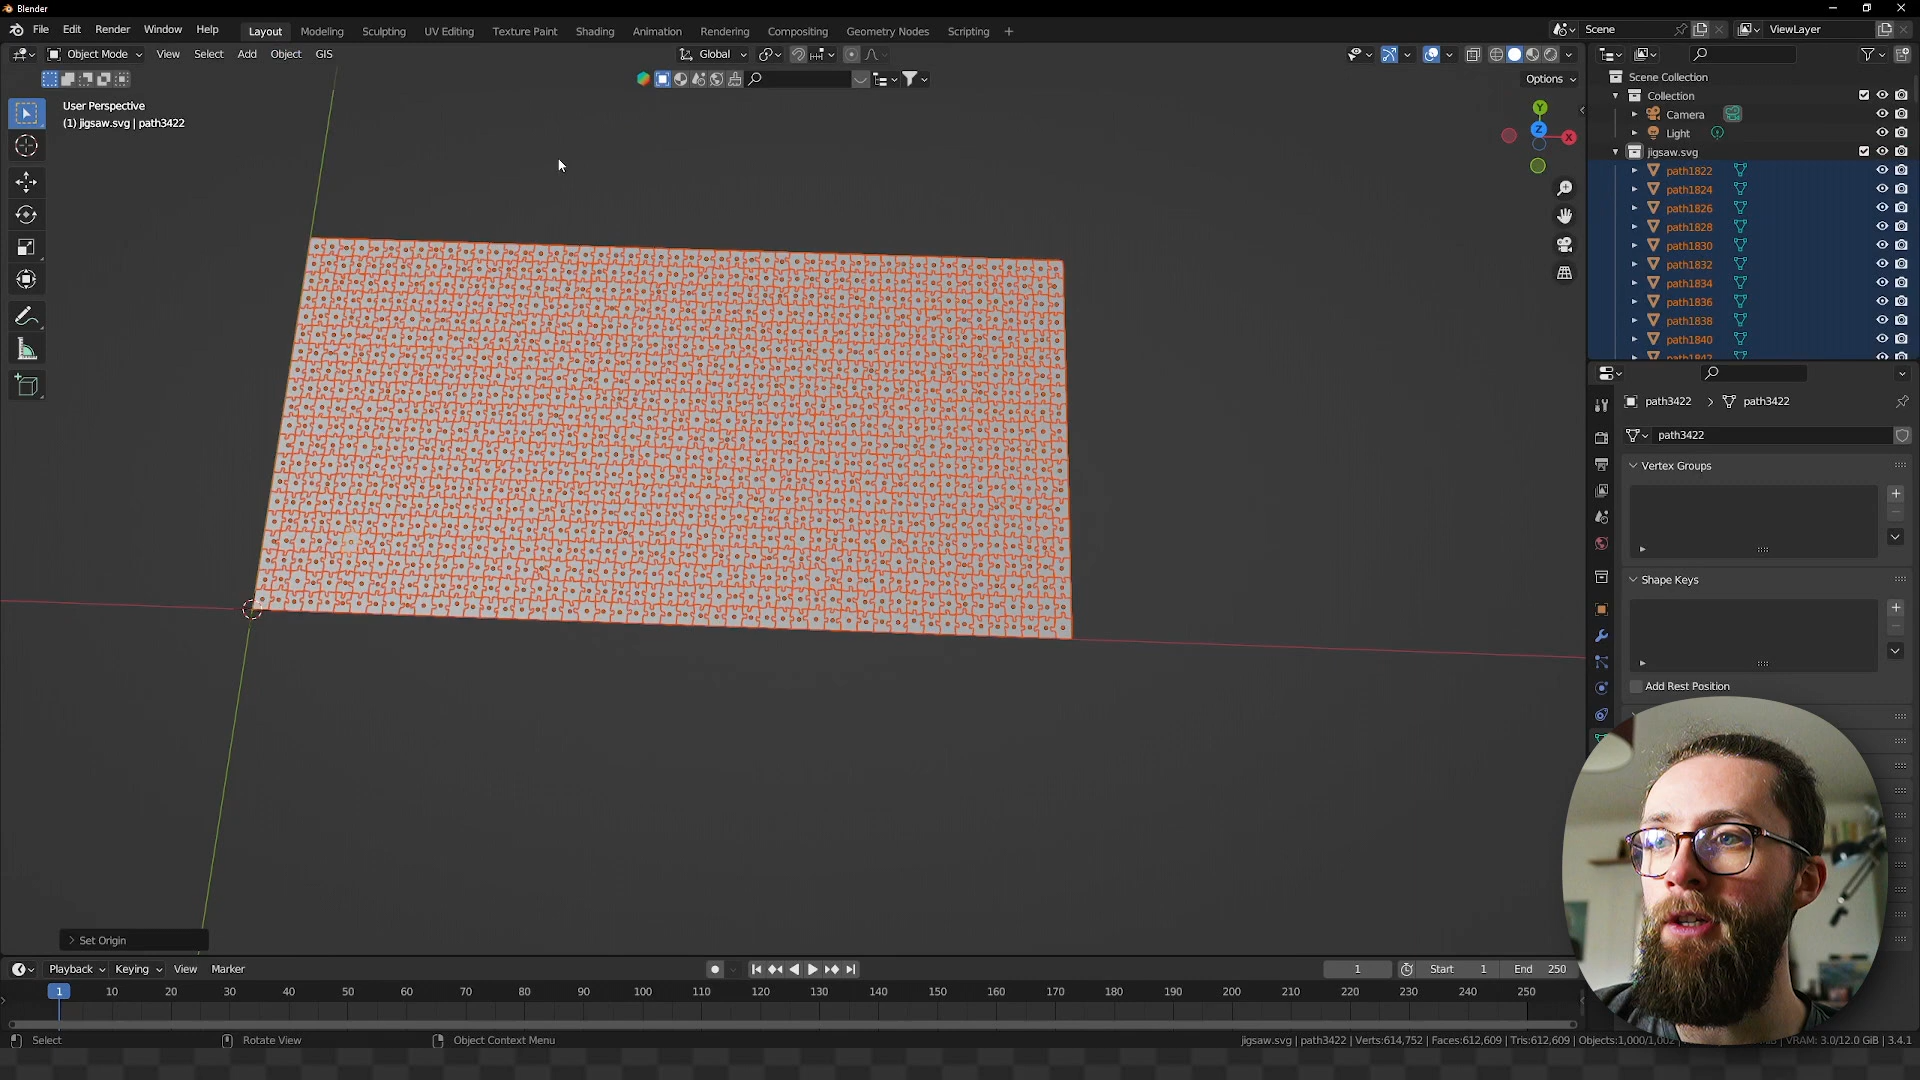 Blender
File Edit Window Render Help
Layout Modeling Sculpting UV Editing Texture Paint Shading Animation Rendering Compositing Geometry Nodes Scripting +
Scene
ViewLayer
Object Mode View Select Add Object GIS
Global
Options
User Perspective
(1) jigsaw.svg | path3422
Y
Z
X
Scene Collection
Collection
Camera
Light
jigsaw.svg
path1822
path1824
path1826
path1828
path1830
path1832
path1834
path1836
path1838
path1840
path1842
path3422 > path3422
path3422
Vertex Groups
Shape Keys
Add Rest Position
> Set Origin
Playback Keying View Marker
1 Start 1 End 250
1 10 20 30 40 50 60 70 80 90 100 110 120 130 140 150 160 170 180 190 200 210 220 230 240 250
Select Rotate View Object Context Menu
jigsaw.svg | path3422 | Verts:614,752 | Faces:612,609 | Tris:612,609 | Objects:1,000/1,002 VRAM: 3.0/12.0 GiB | 3.4.1